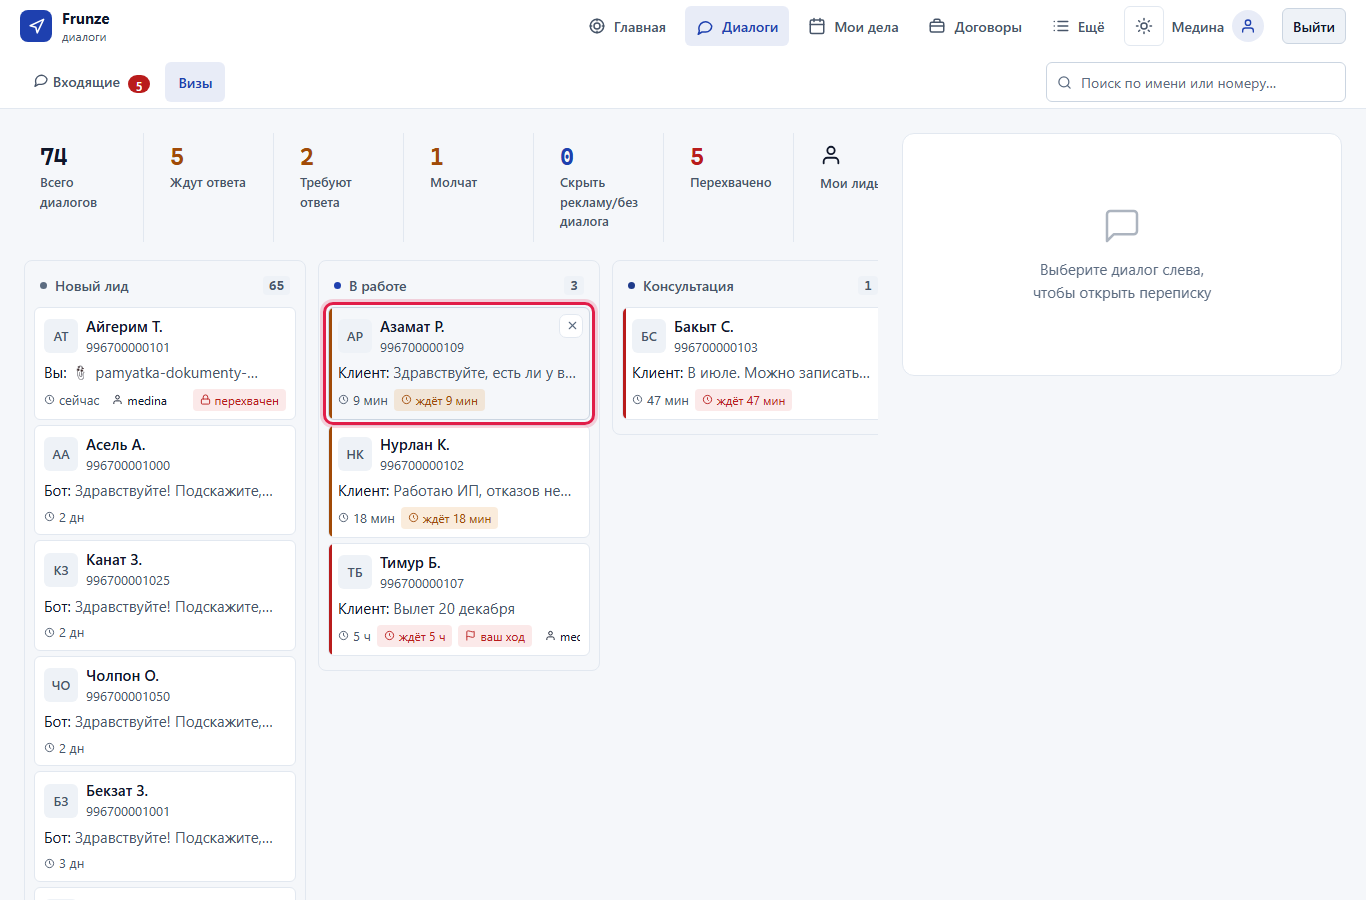 Frunze
диалоги
Главная
Диалоги
Мои дела
Договоры
Ещё
Медина
Выйти
Входящие 5
Визы
Поиск по имени или номеру...
74
Всего
диалогов
5
Ждут ответа
2
Требуют
ответа
1
Молчат
0
Скрыть
рекламу/без
диалога
5
Перехвачено
Мои лиды
Выберите диалог слева,
чтобы открыть переписку
Новый лид 65
АТ
Айгерим Т.
996700000101
Вы: pamyatka-dokumenty-...
сейчас medina перехвачен
АА
Асель А.
996700001000
Бот: Здравствуйте! Подскажите,...
2 дн
КЗ
Канат З.
996700001025
Бот: Здравствуйте! Подскажите,...
2 дн
ЧО
Чолпон О.
996700001050
Бот: Здравствуйте! Подскажите,...
2 дн
БЗ
Бекзат З.
996700001001
Бот: Здравствуйте! Подскажите,...
3 дн
В работе 3
АР
Азамат Р.
996700000109
Клиент: Здравствуйте, есть ли у в...
9 мин ждёт 9 мин
НК
Нурлан К.
996700000102
Клиент: Работаю ИП, отказов не...
18 мин ждёт 18 мин
ТБ
Тимур Б.
996700000107
Клиент: Вылет 20 декабря
5 ч ждёт 5 ч ваш ход
Консультация 1
БС
Бакыт С.
996700000103
Клиент: В июле. Можно записать...
47 мин ждёт 47 мин